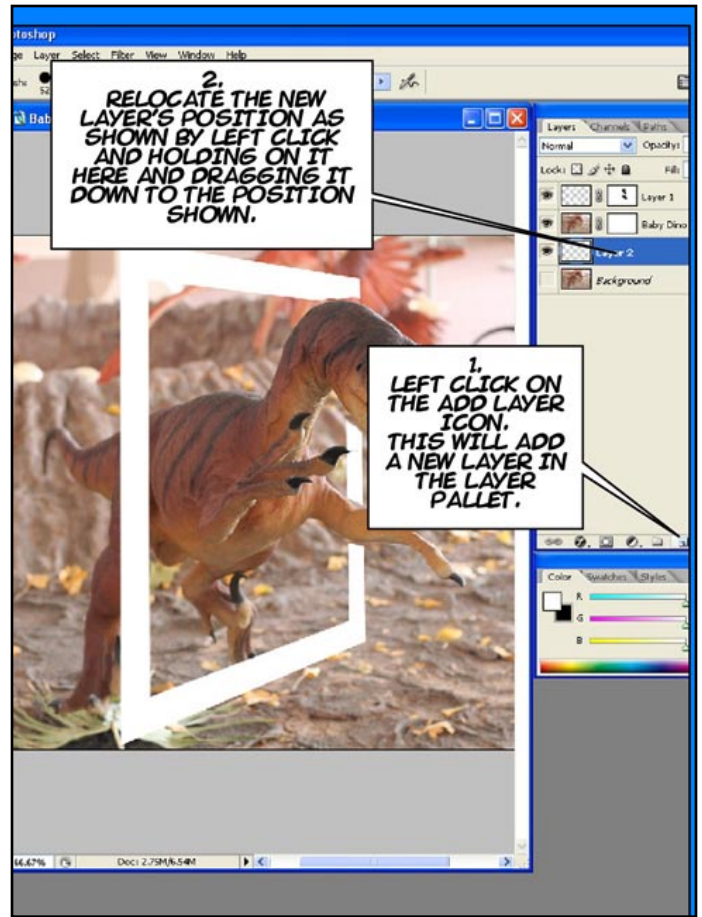 otoshop
ge Layer Select Filter View Window Help
ush:
52
2.
RELOCATE THE NEW
LAYER'S POSITION AS
SHOWN BY LEFT CLICK
AND HOLDING ON IT
HERE AND DRAGGING IT
DOWN TO THE POSITION
SHOWN.
Bab
Layers Channels Paths
Normal Opacity:
Lock: Fill:
Layer 1
Baby Dino
Layer 2
Background
1.
LEFT CLICK ON
THE ADD LAYER
ICON.
THIS WILL ADD
A NEW LAYER IN
THE LAYER
PALLET.
Color Swatches Styles
R
G
B
66.67% Doc: 2.75M/6.54M